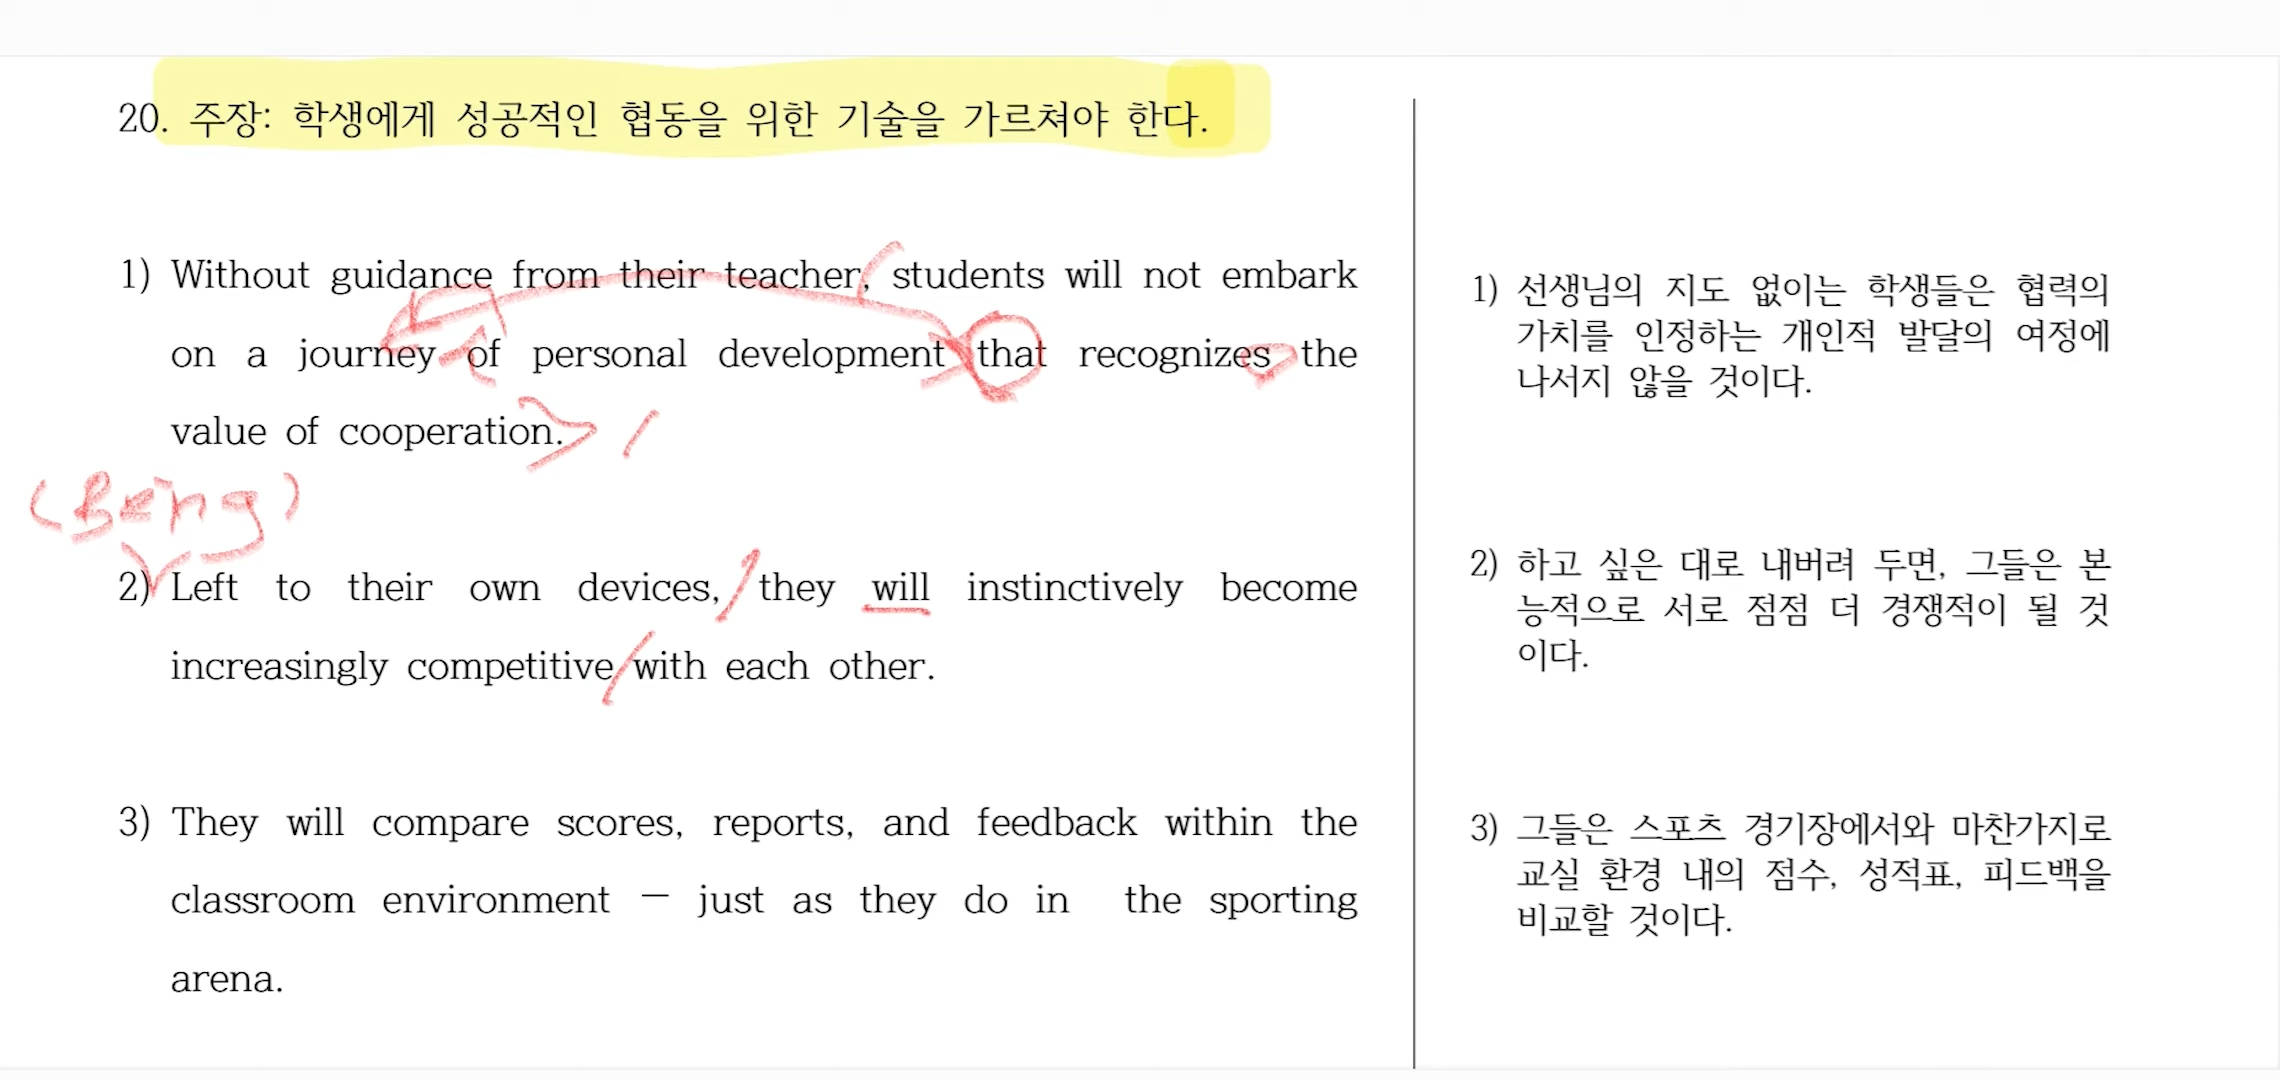 20. 주장: 학생에게 성공적인 협동을 위한 기술을 가르쳐야 한다.
1) Without guidance from their teacher, students will not embark
on a journey of personal development that recognizes the
value of cooperation.
(Being)
2) Left to their own devices, they will instinctively become
increasingly competitive with each other.
3) They will compare scores, reports, and feedback within the
classroom environment — just as they do in the sporting
arena.
1) 선생님의 지도 없이는 학생들은 협력의
가치를 인정하는 개인적 발달의 여정에
나서지 않을 것이다.
2) 하고 싶은 대로 내버려 두면, 그들은 본
능적으로 서로 점점 더 경쟁적이 될 것
이다.
3) 그들은 스포츠 경기장에서와 마찬가지로
교실 환경 내의 점수, 성적표, 피드백을
비교할 것이다.